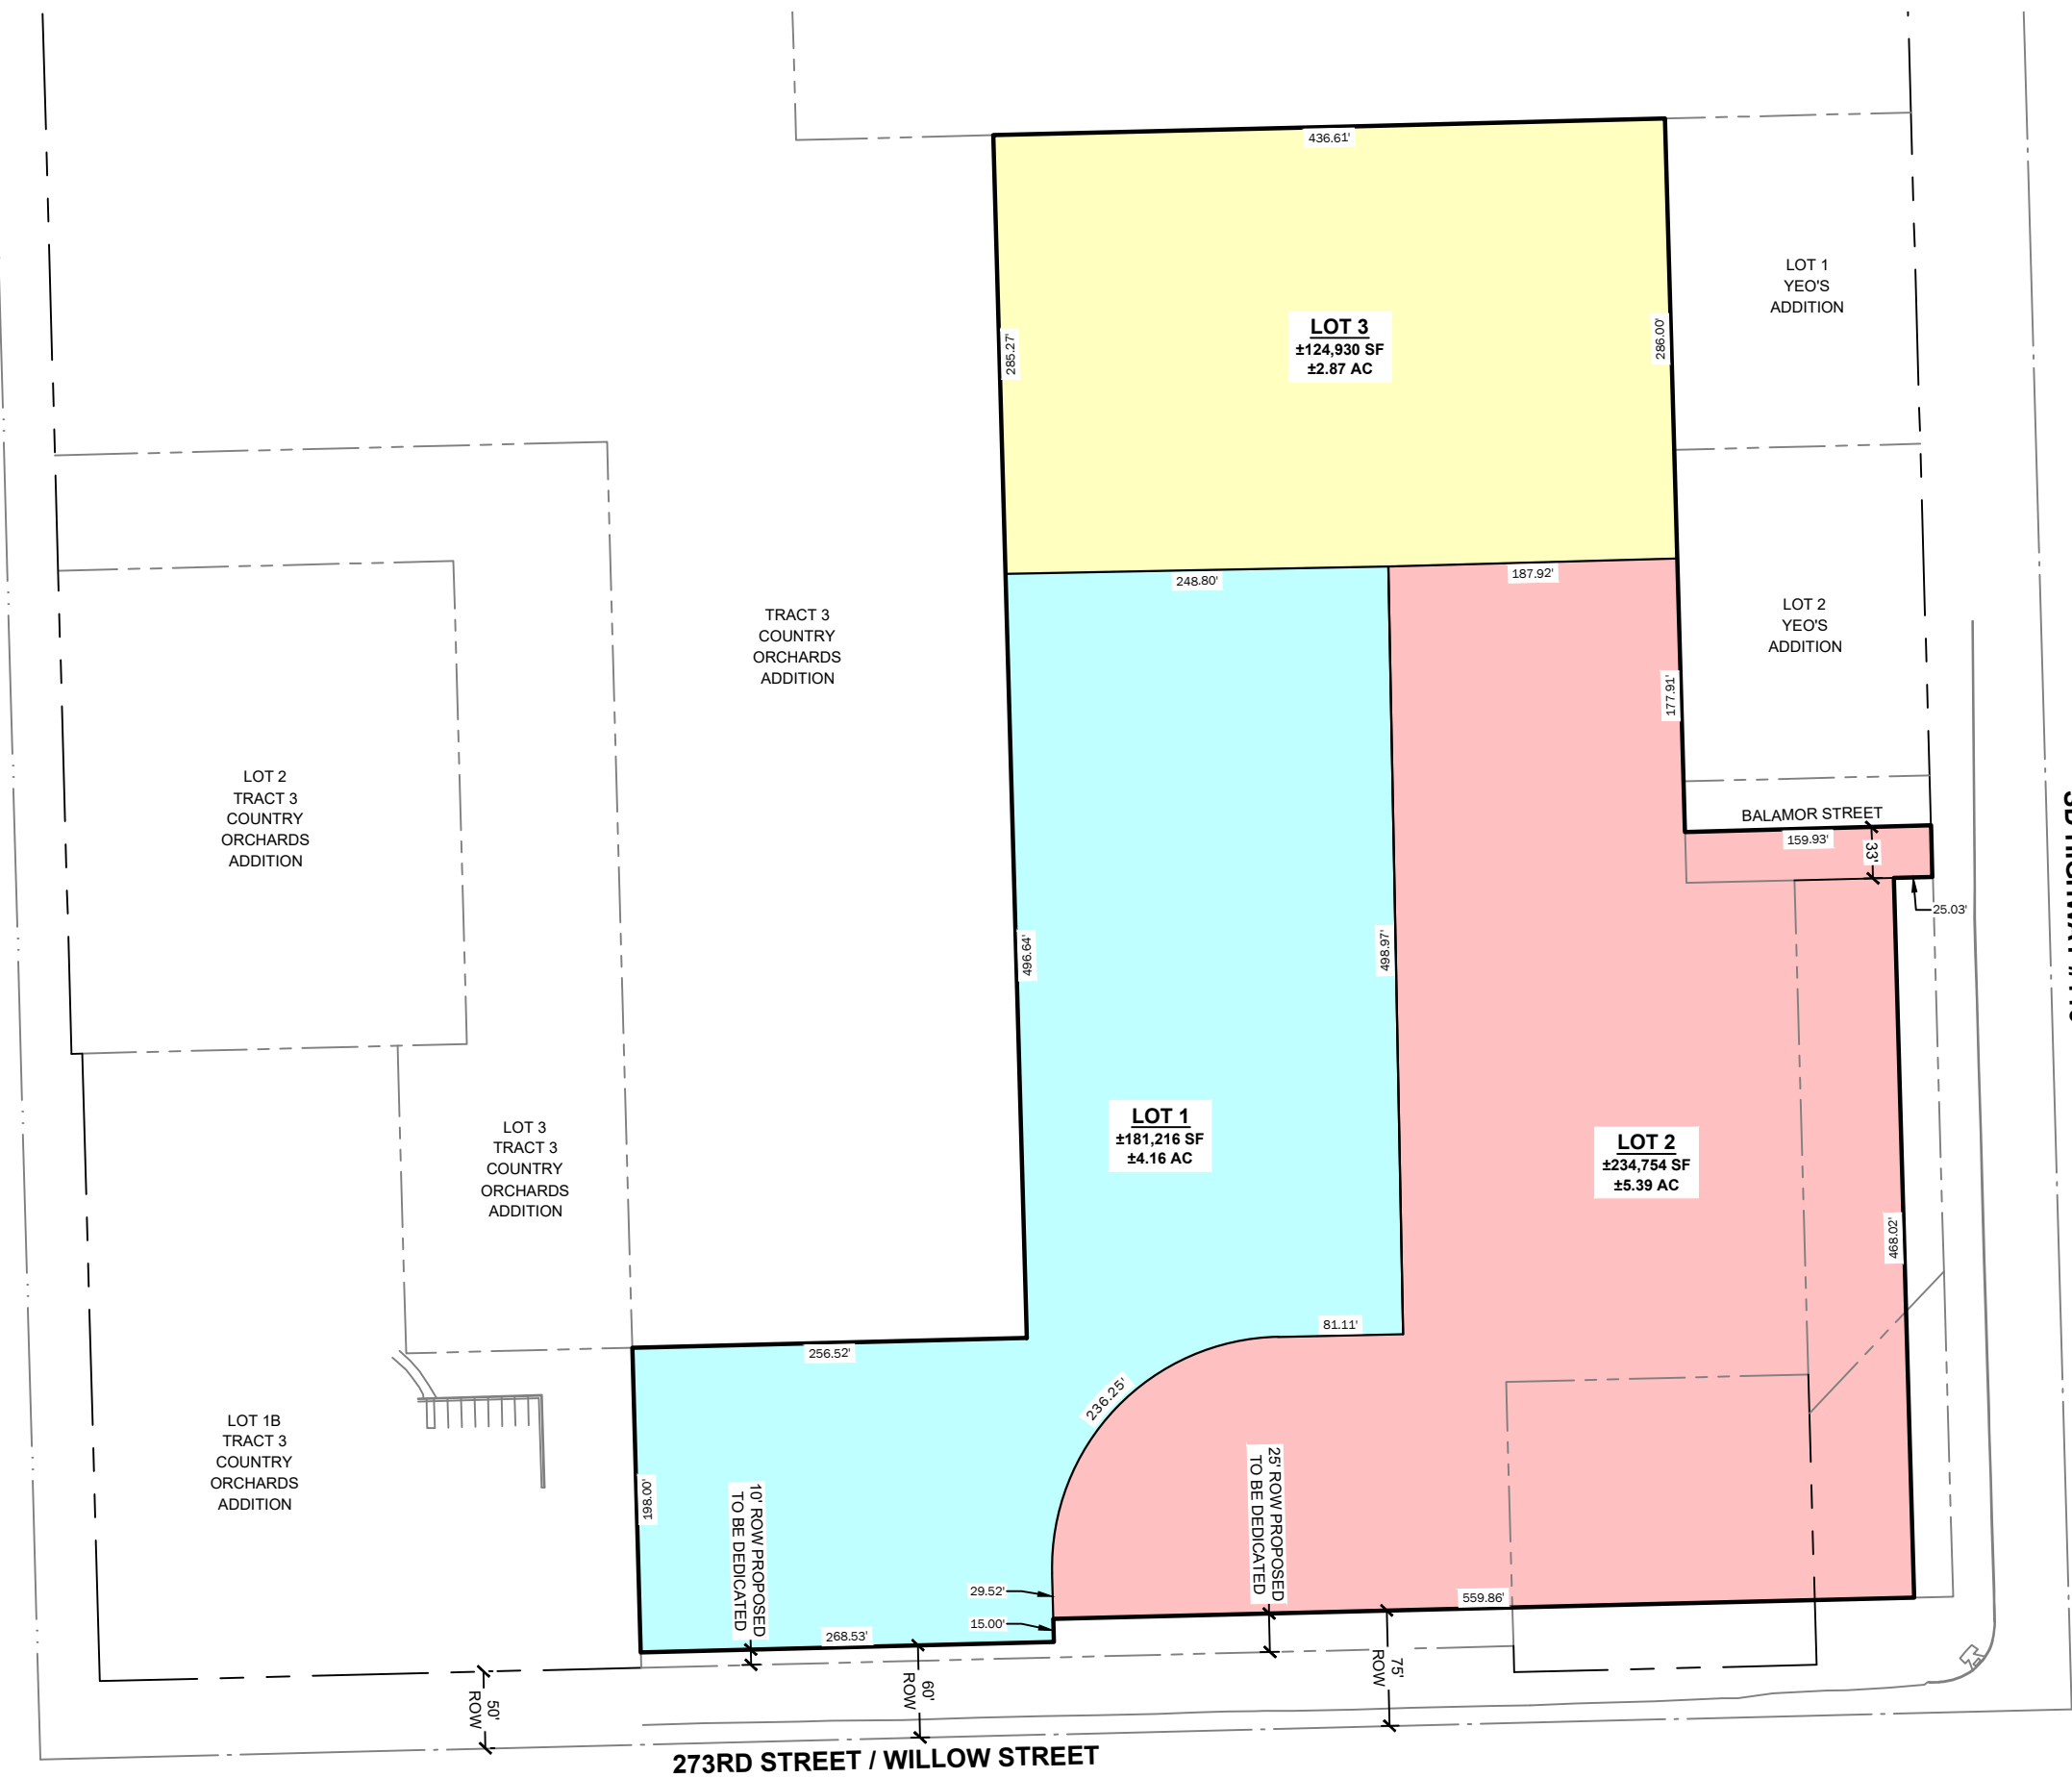 436.61'
LOT 1
YEO'S
ADDITION
LOT 3
±124,930 SF
±2.87 AC
285.27'
286.00'
248.80'
187.92'
TRACT 3
COUNTRY
ORCHARDS
ADDITION
LOT 2
YEO'S
ADDITION
177.91'
LOT 2
TRACT 3
COUNTRY
ORCHARDS
ADDITION
BALAMOR STREET
159.93'
33'
25.03'
496.64'
498.97'
LOT 1
±181,216 SF
±4.16 AC
LOT 2
±234,754 SF
±5.39 AC
LOT 3
TRACT 3
COUNTRY
ORCHARDS
ADDITION
468.02'
81.11'
256.52'
236.25'
LOT 1B
TRACT 3
COUNTRY
ORCHARDS
ADDITION
198.00'
10' ROW PROPOSED
TO BE DEDICATED
25' ROW PROPOSED
TO BE DEDICATED
29.52'
15.00'
559.86'
268.53'
50'
ROW
60'
ROW
75'
ROW
273RD STREET / WILLOW STREET